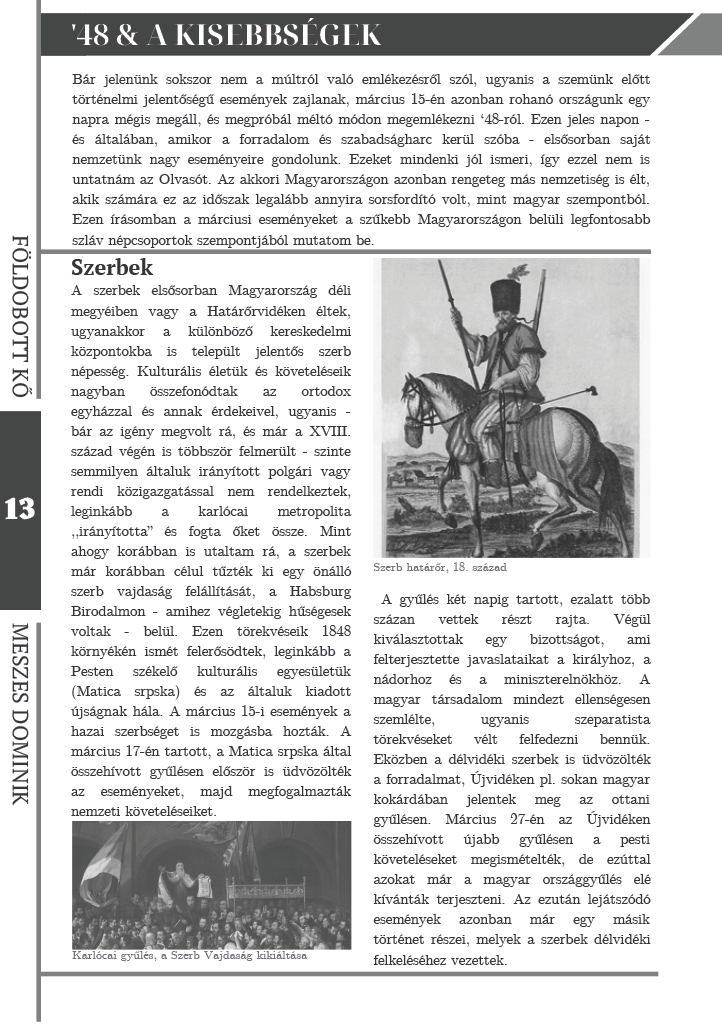 '48 & A KISEBBSÉGEK
Bár jelenünk sokszor nem a múltról való emlékezésről szól, ugyanis a szemünk előtt
történelmi jelentőségű események zajlanak, március 15-én azonban rohanó országunk egy
napra mégis megáll, és megpróbál méltó módon megemlékezni ‘48-ról. Ezen jeles napon -
és általában, amikor a forradalom és szabadságharc kerül szóba - elsősorban saját
nemzetünk nagy eseményeire gondolunk. Ezeket mindenki jól ismeri, így ezzel nem is
untatnám az Olvasót. Az akkori Magyarországon azonban rengeteg más nemzetiség is élt,
akik számára ez az időszak legalább annyira sorsfordító volt, mint magyar szempontból.
Ezen írásomban a márciusi eseményeket a szűkebb Magyarországon belüli legfontosabb
szláv népcsoportok szempontjából mutatom be.
FÖLDOBOTT KŐ
13
MESZES DOMINIK
Szerbek
A szerbek elsősorban Magyarország déli
megyéiben vagy a Határőrvidéken éltek,
ugyanakkor a különböző kereskedelmi
központokba is települt jelentős szerb
népesség. Kulturális életük és követeléseik
nagyban összefonódtak az ortodox
egyházzal és annak érdekeivel, ugyanis -
bár az igény megvolt rá, és már a XVIII.
század végén is többször felmerült - szinte
semmilyen általuk irányított polgári vagy
rendi közigazgatással nem rendelkeztek,
leginkább a karlócai metropolita
,,irányította” és fogta őket össze. Mint
ahogy korábban is utaltam rá, a szerbek
már korábban célul tűzték ki egy önálló
szerb vajdaság felállítását, a Habsburg
Birodalmon - amihez végletekig hűségesek
voltak - belül. Ezen törekvéseik 1848
környékén ismét felerősödtek, leginkább a
Pesten székelő kulturális egyesületük
(Matica srpska) és az általuk kiadott
újságnak hála. A március 15-i események a
hazai szerbséget is mozgásba hozták. A
március 17-én tartott, a Matica srpska által
összehívott gyűlésen először is üdvözölték
az eseményeket, majd megfogalmazták
nemzeti követeléseiket.
Karlócai gyűlés, a Szerb Vajdaság kikiáltása
Szerb határőr, 18. század
A gyűlés két napig tartott, ezalatt több
százan vettek részt rajta. Végül
kiválasztottak egy bizottságot, ami
felterjesztette javaslataikat a királyhoz, a
nádorhoz és a miniszterelnökhöz. A
magyar társadalom mindezt ellenségesen
szemlélte, ugyanis szeparatista
törekvéseket vélt felfedezni bennük.
Eközben a délvidéki szerbek is üdvözölték
a forradalmat, Újvidéken pl. sokan magyar
kokárdában jelentek meg az ottani
gyűlésen. Március 27-én az Újvidéken
összehívott újabb gyűlésen a pesti
követeléseket megismételték, de ezúttal
azokat már a magyar országgyűlés elé
kívánták terjeszteni. Az ezután lejátszódó
események azonban már egy másik
történet részei, melyek a szerbek délvidéki
felkeléséhez vezettek.